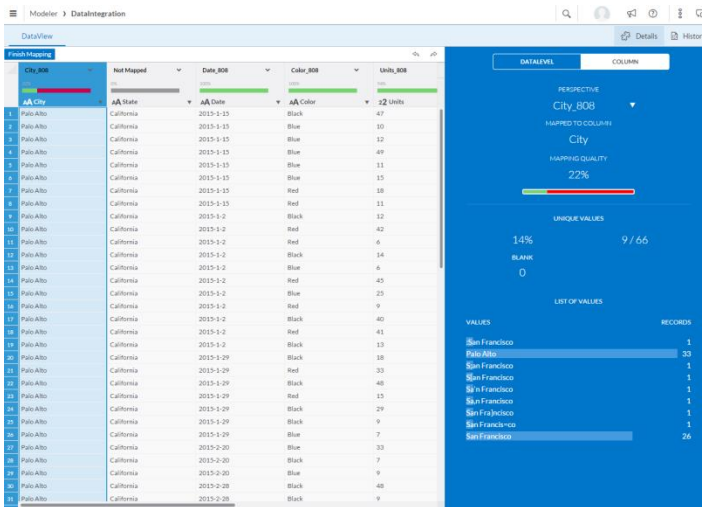 Modeler > DataIntegration
DataView
Details
Histor
Finish Mapping
City_808 Not Mapped Date_808 Color_808 Units_808
AA City AA State AA Date AA Color 22 Units
1 Palo Alto California 2015-1-15 Black 47
2 Palo Alto California 2015-1-15 Blue 10
3 Palo Alto California 2015-1-15 Blue 12
4 Palo Alto California 2015-1-15 Blue 49
5 Palo Alto California 2015-1-15 Blue 11
6 Palo Alto California 2015-1-15 Blue 15
7 Palo Alto California 2015-1-15 Red 18
8 Palo Alto California 2015-1-15 Red 11
9 Palo Alto California 2015-1-2 Black 12
10 Palo Alto California 2015-1-2 Red 42
11 Palo Alto California 2015-1-2 Red 6
12 Palo Alto California 2015-1-2 Black 14
13 Palo Alto California 2015-1-2 Blue 6
14 Palo Alto California 2015-1-2 Red 45
15 Palo Alto California 2015-1-2 Blue 25
16 Palo Alto California 2015-1-2 Red 9
17 Palo Alto California 2015-1-2 Black 40
18 Palo Alto California 2015-1-2 Red 41
19 Palo Alto California 2015-1-2 Black 13
20 Palo Alto California 2015-1-29 Black 18
21 Palo Alto California 2015-1-29 Red 33
22 Palo Alto California 2015-1-29 Black 48
23 Palo Alto California 2015-1-29 Red 15
24 Palo Alto California 2015-1-29 Black 29
25 Palo Alto California 2015-1-29 Black 9
26 Palo Alto California 2015-1-29 Blue 7
27 Palo Alto California 2015-2-20 Blue 33
28 Palo Alto California 2015-2-20 Black 7
29 Palo Alto California 2015-2-20 Blue 9
30 Palo Alto California 2015-2-28 Black 48
31 Palo Alto California 2015-2-28 Black 9
DATALEVEL COLUMN
PERSPECTIVE
City_808
MAPPED TO COLUMN
City
MAPPING QUALITY
22%
UNIQUE VALUES
14% 9 / 66
BLANK
0
LIST OF VALUES
VALUES RECORDS
:San Francisco 1
Palo Alto 33
S:an Francisco 1
S[an Francisco 1
Sa'n Francisco 1
Sa.n Francisco 1
San Fra]ncisco 1
San Francis~co 1
San Francisco 26